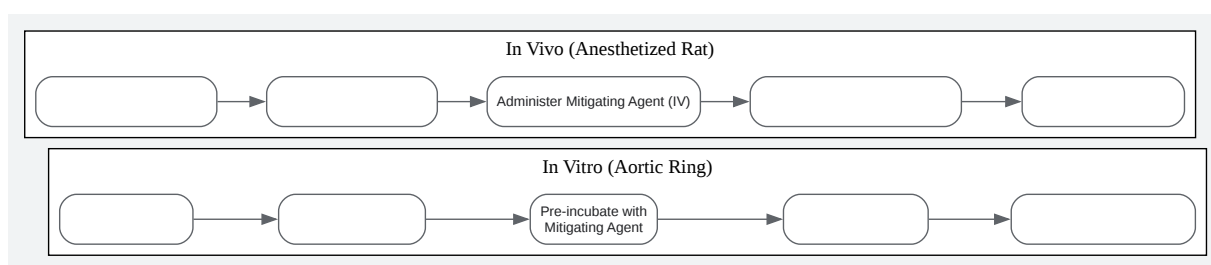 In Vivo (Anesthetized Rat)
Administer Mitigating Agent (IV)
In Vitro (Aortic Ring)
Pre-incubate with
Mitigating Agent